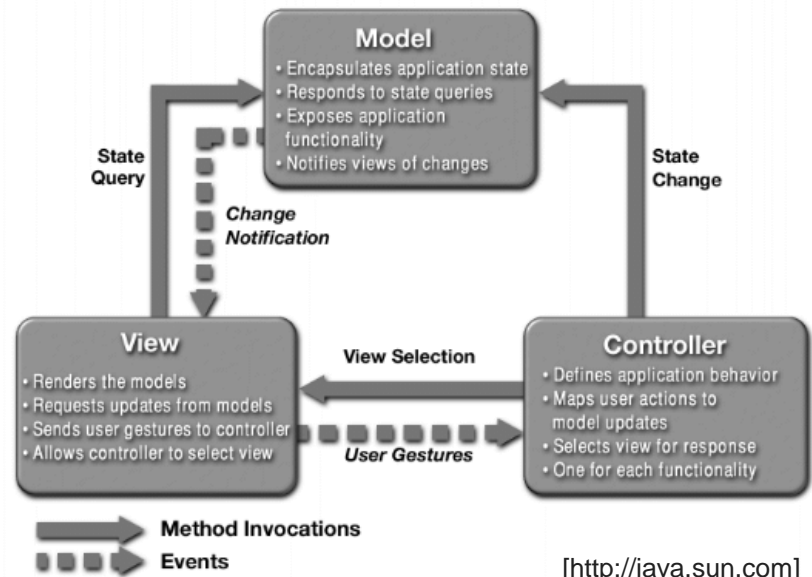 Model
• Encapsulates application state
• Responds to state queries
• Exposes application
functionality
• Notifies views of changes
State
Query
State
Change
Change
Notification
View
• Renders the models
• Requests updates from models
• Sends user gestures to controller
• Allows controller to select view
View Selection
User Gestures
Controller
• Defines application behavior
• Maps user actions to
model updates
• Selects view for response
• One for each functionality
Method Invocations
Events
[http://java.sun.com]